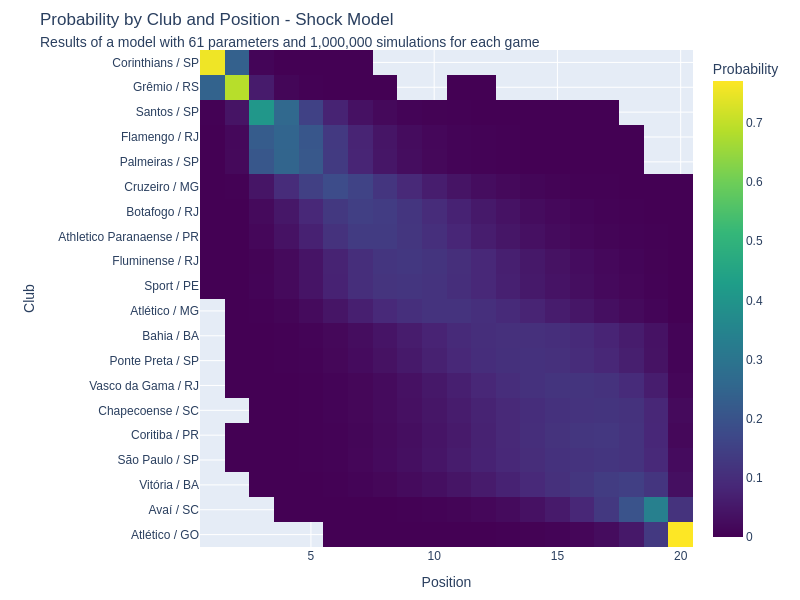 Probability by Club and Position - Shock Model
Results of a model with 61 parameters and 1,000,000 simulations for each game
Probability
Corinthians / SP
Grêmio / RS
Santos / SP
Flamengo / RJ
Palmeiras / SP
Cruzeiro / MG
Botafogo / RJ
Athletico Paranaense / PR
Fluminense / RJ
Sport / PE
Atlético / MG
Bahia / BA
Ponte Preta / SP
Vasco da Gama / RJ
Chapecoense / SC
Coritiba / PR
São Paulo / SP
Vitória / BA
Avaí / SC
Atlético / GO
Club
5
10
15
20
Position
0.7
0.6
0.5
0.4
0.3
0.2
0.1
0